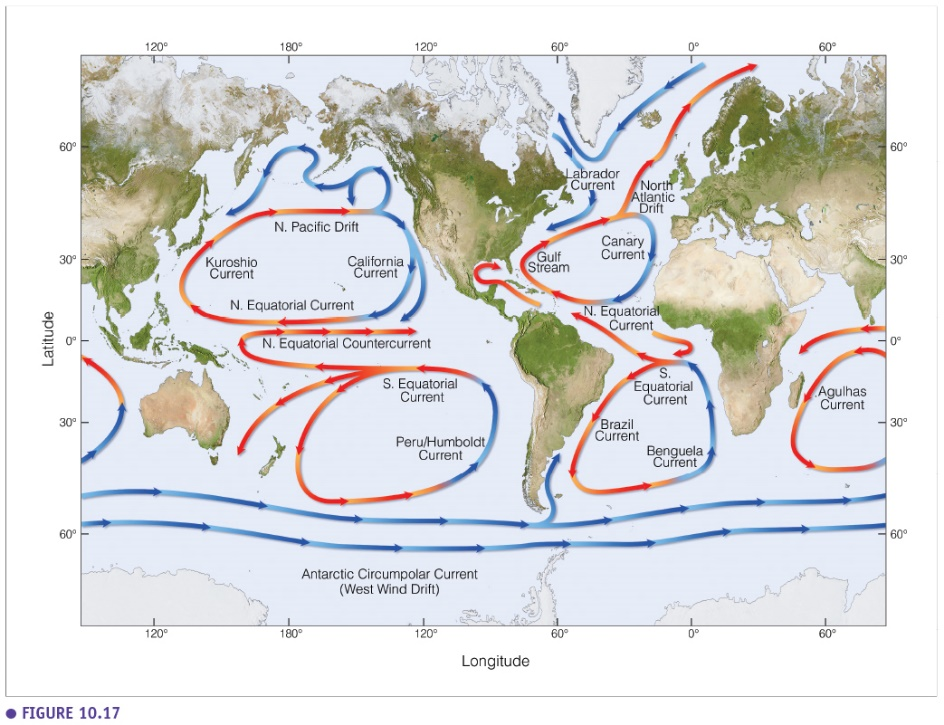 120° 180° 120° 60° 0° 60°
60° 60°
Labrador
Current
North
Atlantic
Drift
N. Pacific Drift
Kuroshio
Current
California
Current
Gulf
Stream
Canary
Current
30° 30°
N. Equatorial Current
N. Equatorial
Current
Latitude
0° 0°
N. Equatorial Countercurrent
S. Equatorial
Current
S.
Equatorial
Current
Agulhas
Current
30° 30°
Peru/Humboldt
Current
Brazil
Current
Benguela
Current
60° 60°
Antarctic Circumpolar Current
(West Wind Drift)
120° 180° 120° 60° 0° 60°
Longitude
● FIGURE 10.17